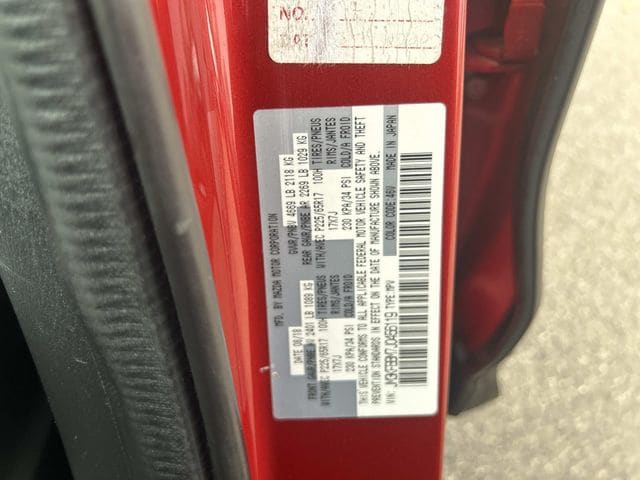 NO.
MFD. BY MAZDA MOTOR CORPORATION
DATE: 08/18 GVWR/PNBV 4669 LB 2118 KG
FRONT GAWR/PNBE AV 2401 LB 1089 KG REAR GAWR/PNBE AR 2269 LB 1029 KG
WITH/AVEC P225/65R17 100H TIRES/PNEUS WITH/AVEC P225/65R17 100H TIRES/PNEUS
17X7J RIMS/JANTES 17X7J RIMS/JANTES
230 KPA/34 PSI COLD/A FROID 230 KPA/34 PSI COLD/A FROID
THIS VEHICLE CONFORMS TO ALL APPLICABLE FEDERAL MOTOR VEHICLE SAFETY AND THEFT
PREVENTION STANDARDS IN EFFECT ON THE DATE OF MANUFACTURE SHOWN ABOVE.
COLOR CODE: MADE IN JAPAN
VIN: TYPE:MPV